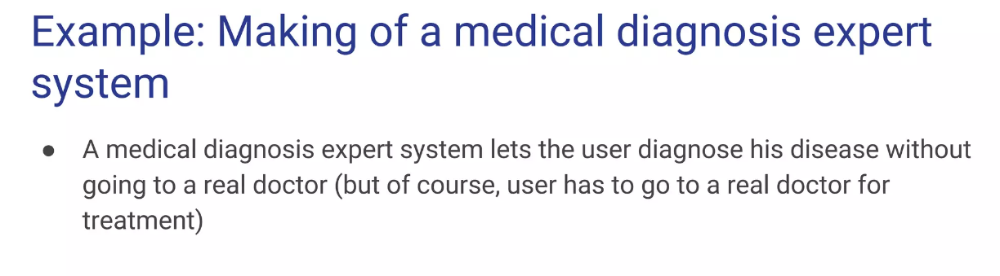 Example: Making of a medical diagnosis expert
system
● A medical diagnosis expert system lets the user diagnose his disease without
going to a real doctor (but of course, user has to go to a real doctor for
treatment)